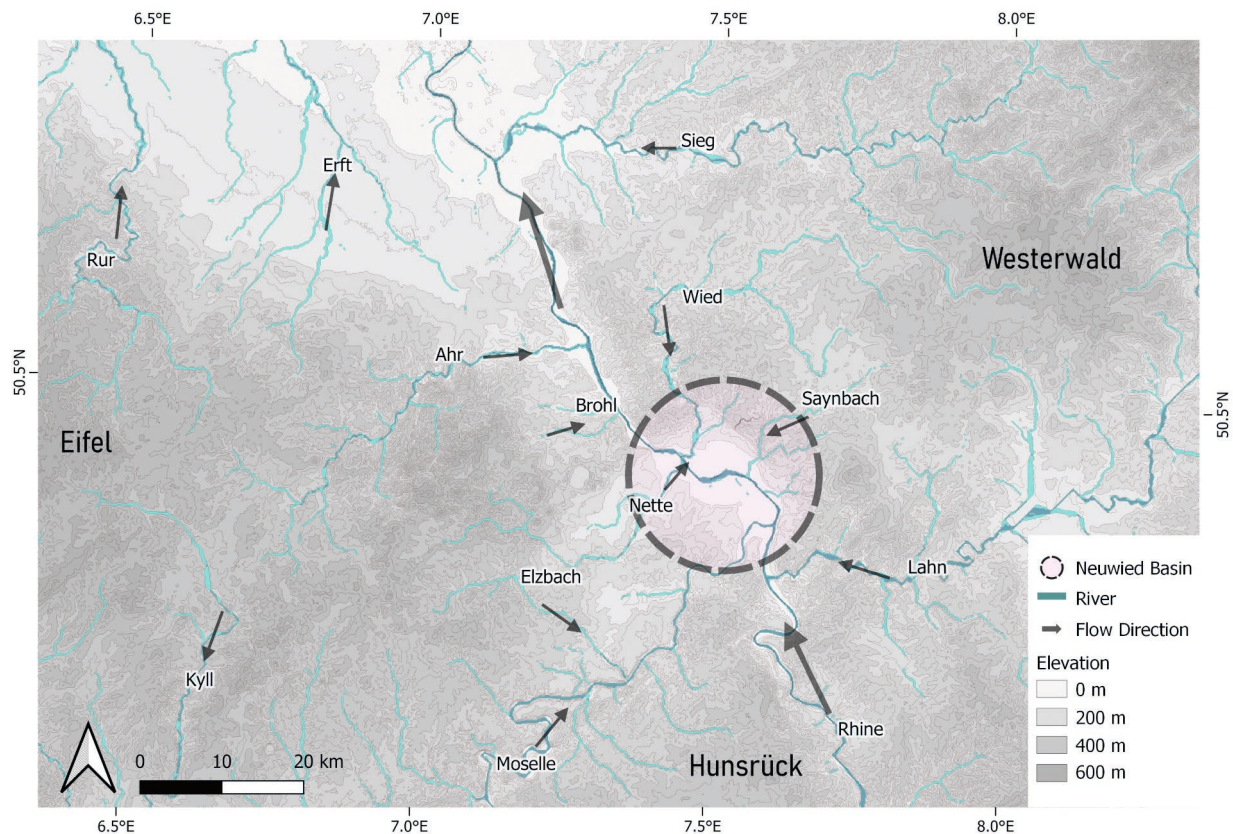 6.5°E
7.0°E
7.5°E
8.0°E
Sieg
Erft
Rur
Westerwald
Wied
50.5°N
Ahr
Brohl
Saynbach
50.5°N
Eifel
Nette
Elzbach
Lahn
Kyll
Rhine
Moselle
Hunsrück
0
10
20 km
Neuwied Basin
River
Flow Direction
Elevation
0 m
200 m
400 m
600 m
6.5°E
7.0°E
7.5°E
8.0°E